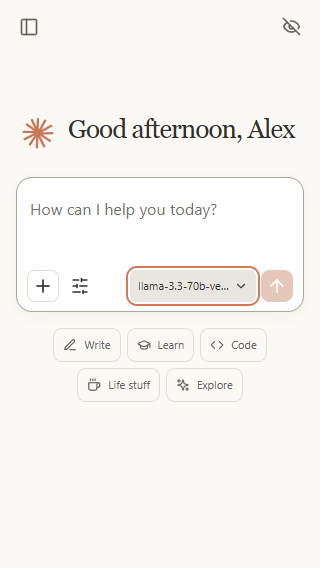 Good afternoon, Alex
How can I help you today?
llama-3.3-70b-ve...
Write
Learn
Code
Life stuff
Explore